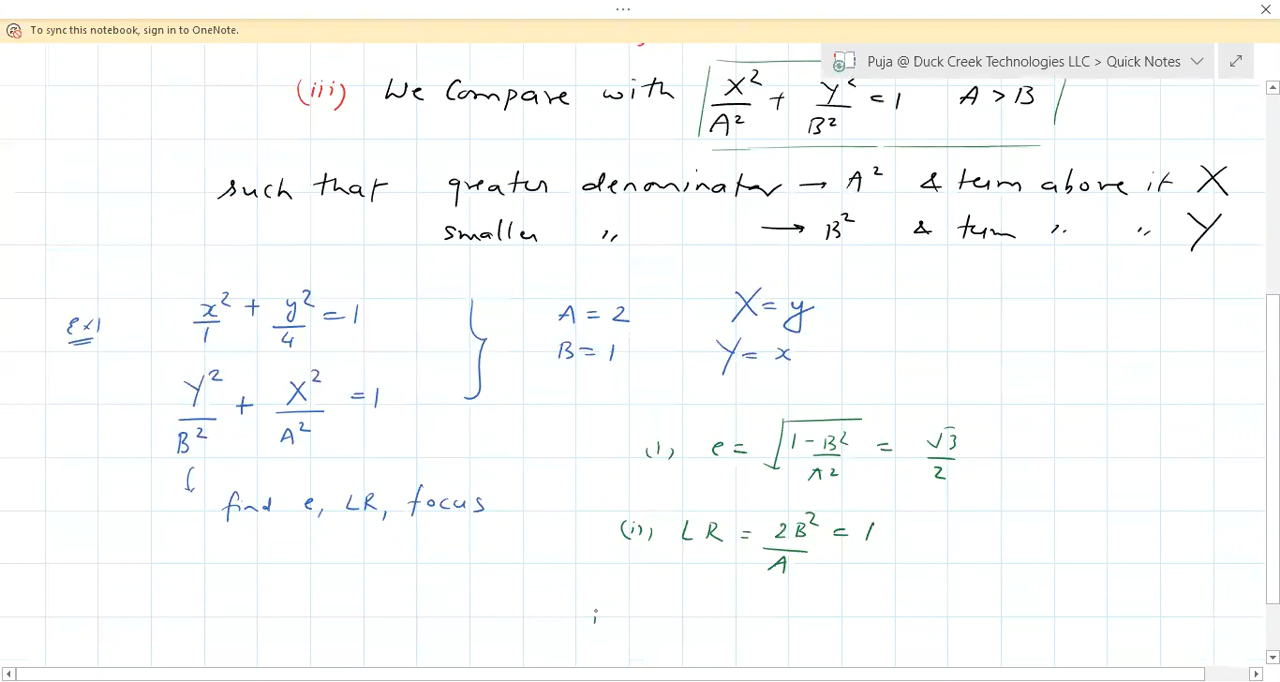 To sync this notebook, sign in to OneNote.
Puja @ Duck Creek Technologies LLC > Quick Notes
(iii) We Compare with X²/A² + Y²/B² = 1 A > B
such that greater denominator → A² & term above it X
smaller " → B² & term " " Y
Ex1 x²/1 + y²/4 = 1
A = 2 X = y
B = 1 Y = x
Y²/B² + X²/A² = 1
(i) e = √(1 - B²/A²) = √3/2
find e, LR, focus
(ii) LR = 2B²/A = 1
i